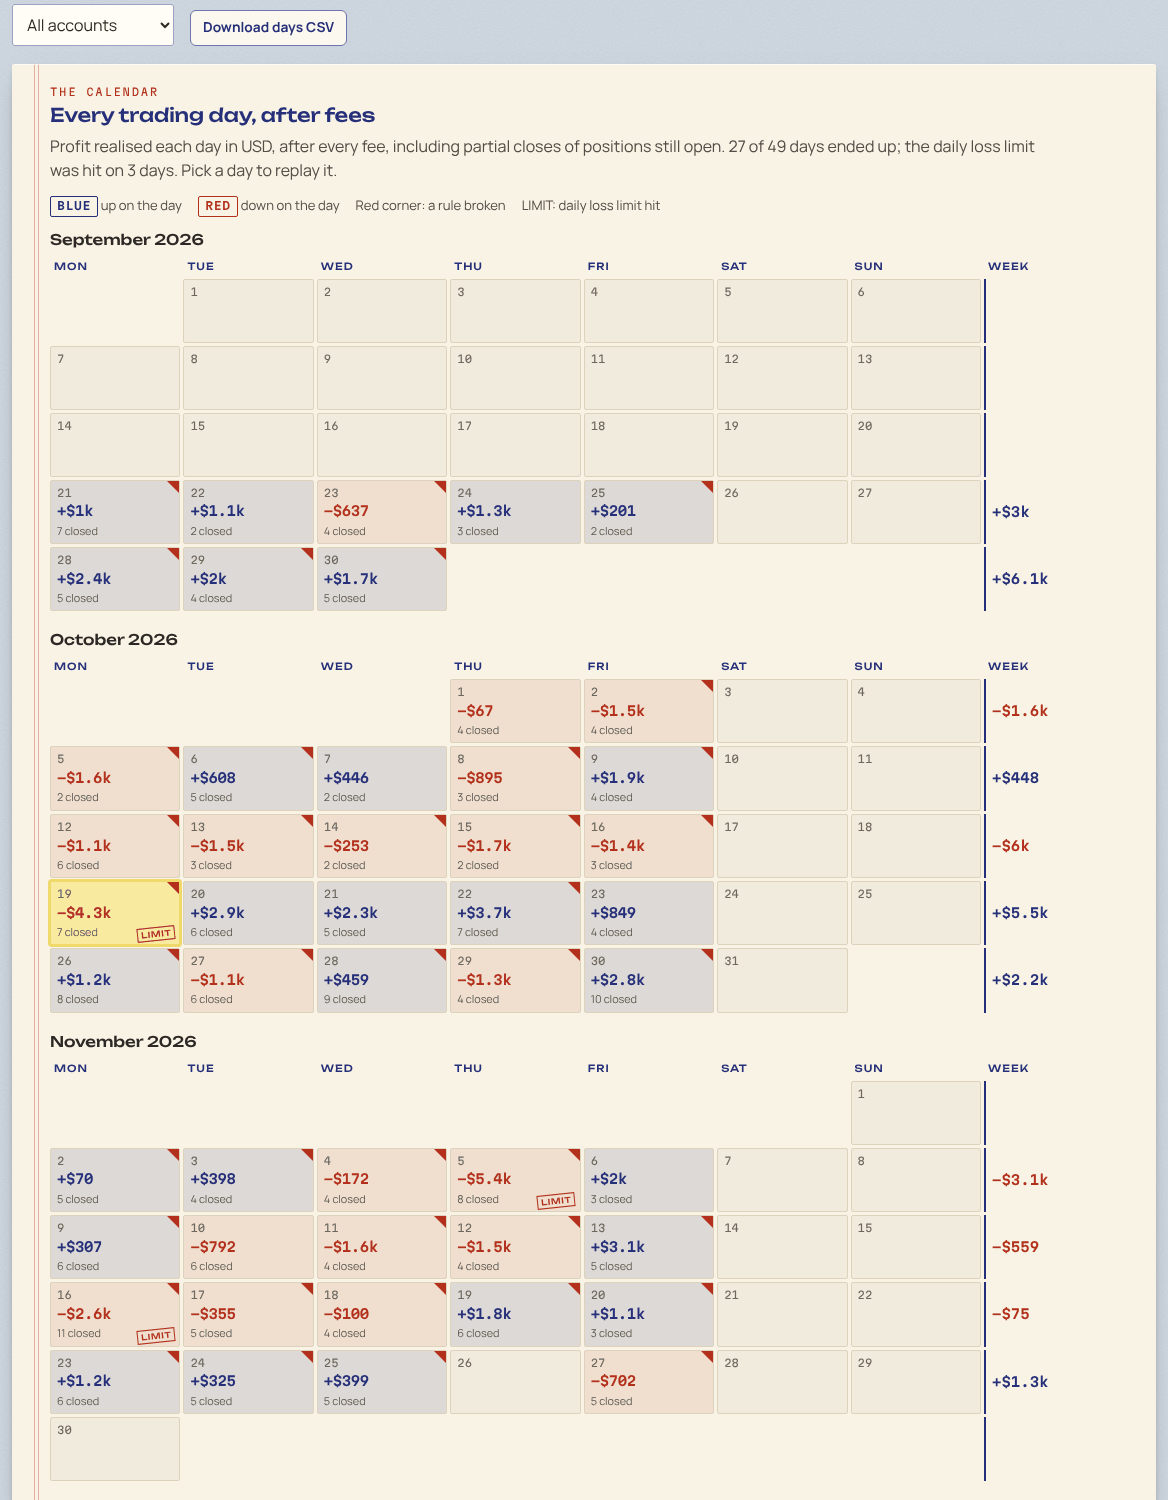 All accounts
Download days CSV
THE CALENDAR
Every trading day, after fees
Profit realised each day in USD, after every fee, including partial closes of positions still open. 27 of 49 days ended up; the daily loss limit
was hit on 3 days. Pick a day to replay it.
BLUE up on the day RED down on the day Red corner: a rule broken LIMIT: daily loss limit hit
September 2026
MON TUE WED THU FRI SAT SUN WEEK
1 2 3 4 5 6
7 8 9 10 11 12 13
14 15 16 17 18 19 20
21 22 23 24 25 26 27
+$1k +$1.1k −$637 +$1.3k +$201 +$3k
7 closed 2 closed 4 closed 3 closed 2 closed
28 29 30
+$2.4k +$2k +$1.7k +$6.1k
5 closed 4 closed 5 closed
October 2026
MON TUE WED THU FRI SAT SUN WEEK
1 2 3 4
−$67 −$1.5k −$1.6k
4 closed 4 closed
5 6 7 8 9 10 11
−$1.6k +$608 +$446 −$895 +$1.9k +$448
2 closed 5 closed 2 closed 3 closed 4 closed
12 13 14 15 16 17 18
−$1.1k −$1.5k −$253 −$1.7k −$1.4k −$6k
6 closed 3 closed 2 closed 2 closed 3 closed
19 20 21 22 23 24 25
−$4.3k +$2.9k +$2.3k +$3.7k +$849 +$5.5k
7 closed LIMIT 6 closed 5 closed 7 closed 4 closed
26 27 28 29 30 31
+$1.2k −$1.1k +$459 −$1.3k +$2.8k +$2.2k
8 closed 6 closed 9 closed 4 closed 10 closed
November 2026
MON TUE WED THU FRI SAT SUN WEEK
1
2 3 4 5 6 7 8
+$70 +$398 −$172 −$5.4k +$2k −$3.1k
5 closed 4 closed 4 closed 8 closed LIMIT 3 closed
9 10 11 12 13 14 15
+$307 −$792 −$1.6k −$1.5k +$3.1k −$559
6 closed 6 closed 4 closed 4 closed 5 closed
16 17 18 19 20 21 22
−$2.6k −$355 −$100 +$1.8k +$1.1k −$75
11 closed LIMIT 5 closed 4 closed 6 closed 3 closed
23 24 25 26 27 28 29
+$1.2k +$325 +$399 −$702 +$1.3k
6 closed 5 closed 5 closed 5 closed
30